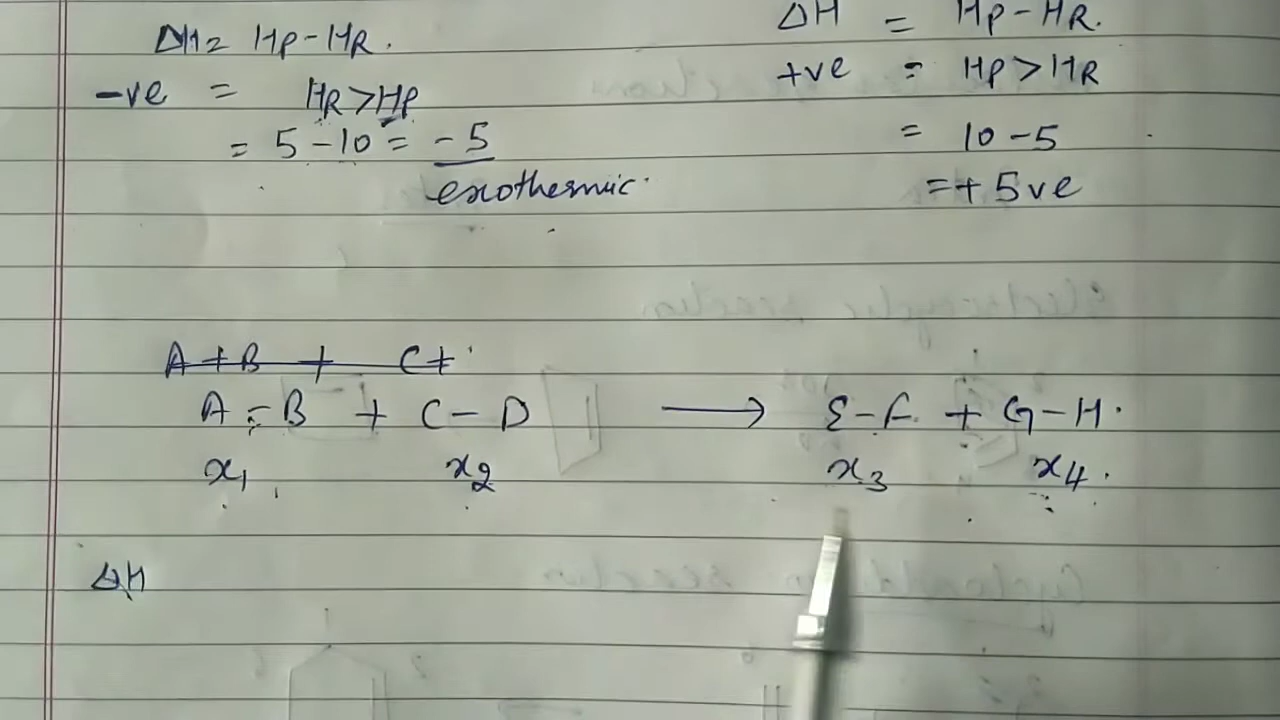 ΔH = HP - HR.
-ve = HR > HP
= 5 - 10 = -5
exothermic.
ΔH = HP - HR.
+ve = HP > HR
= 10 - 5
= + 5ve
A + B + C +
A - B + C - D ⟶ E - F + G - H.
x1 x2 x3 x4.
ΔH